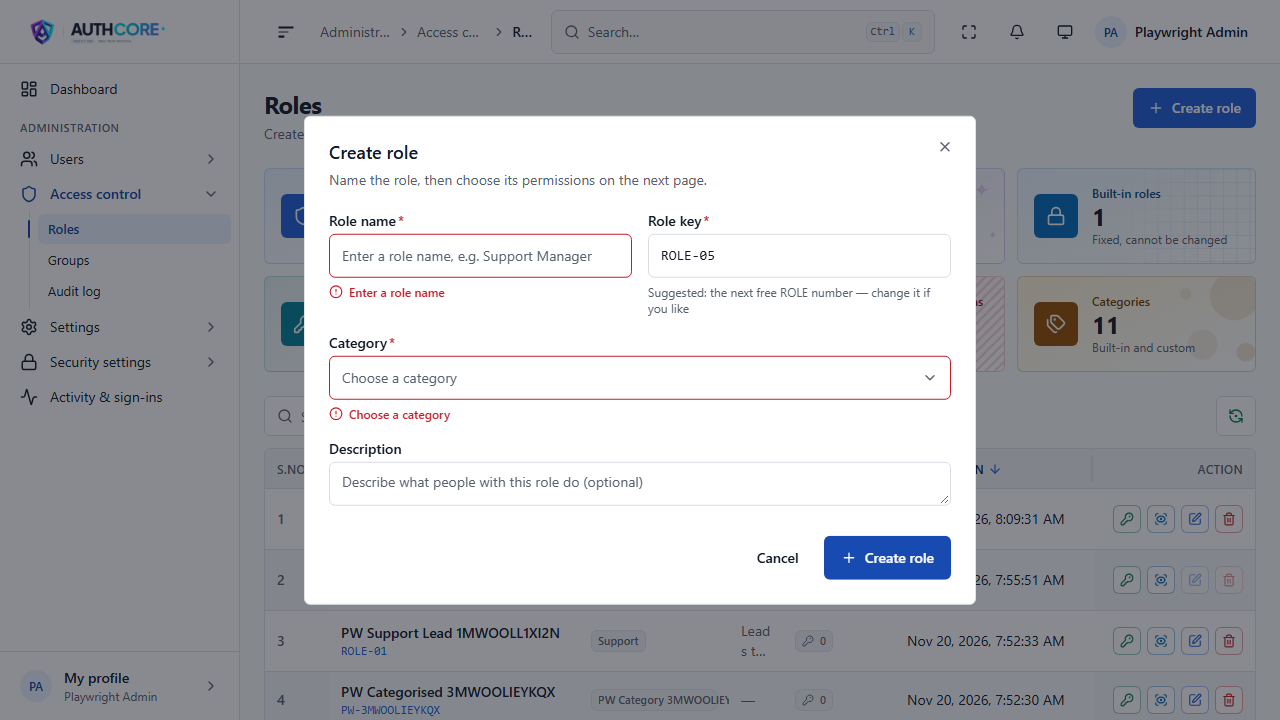 AUTHCORE
Administr...
Access c...
R...
Search...
Ctrl K
PA
Playwright Admin
Dashboard
ADMINISTRATION
Users
Access control
Roles
Groups
Audit log
Settings
Security settings
Activity & sign-ins
PA
My profile
Playwright Admin
Roles
Create
Create role
Built-in roles
1
Fixed, cannot be changed
Categories
11
Built-in and custom
Create role
Name the role, then choose its permissions on the next page.
Role name*
Role key*
Enter a role name, e.g. Support Manager
ROLE-05
Enter a role name
Suggested: the next free ROLE number — change it if
you like
Category*
Choose a category
Choose a category
Description
Describe what people with this role do (optional)
Cancel
Create role
S.NO
N
ACTION
1
26, 8:09:31 AM
2
26, 7:55:51 AM
3
PW Support Lead 1MWOOLL1XI2N
ROLE-01
Support
Lead
s t...
0
Nov 20, 2026, 7:52:33 AM
4
PW Categorised 3MWOOLIEYKQX
PW-3MWOOLIEYKQX
PW Category 3MWOOLIEY
—
0
Nov 20, 2026, 7:52:30 AM